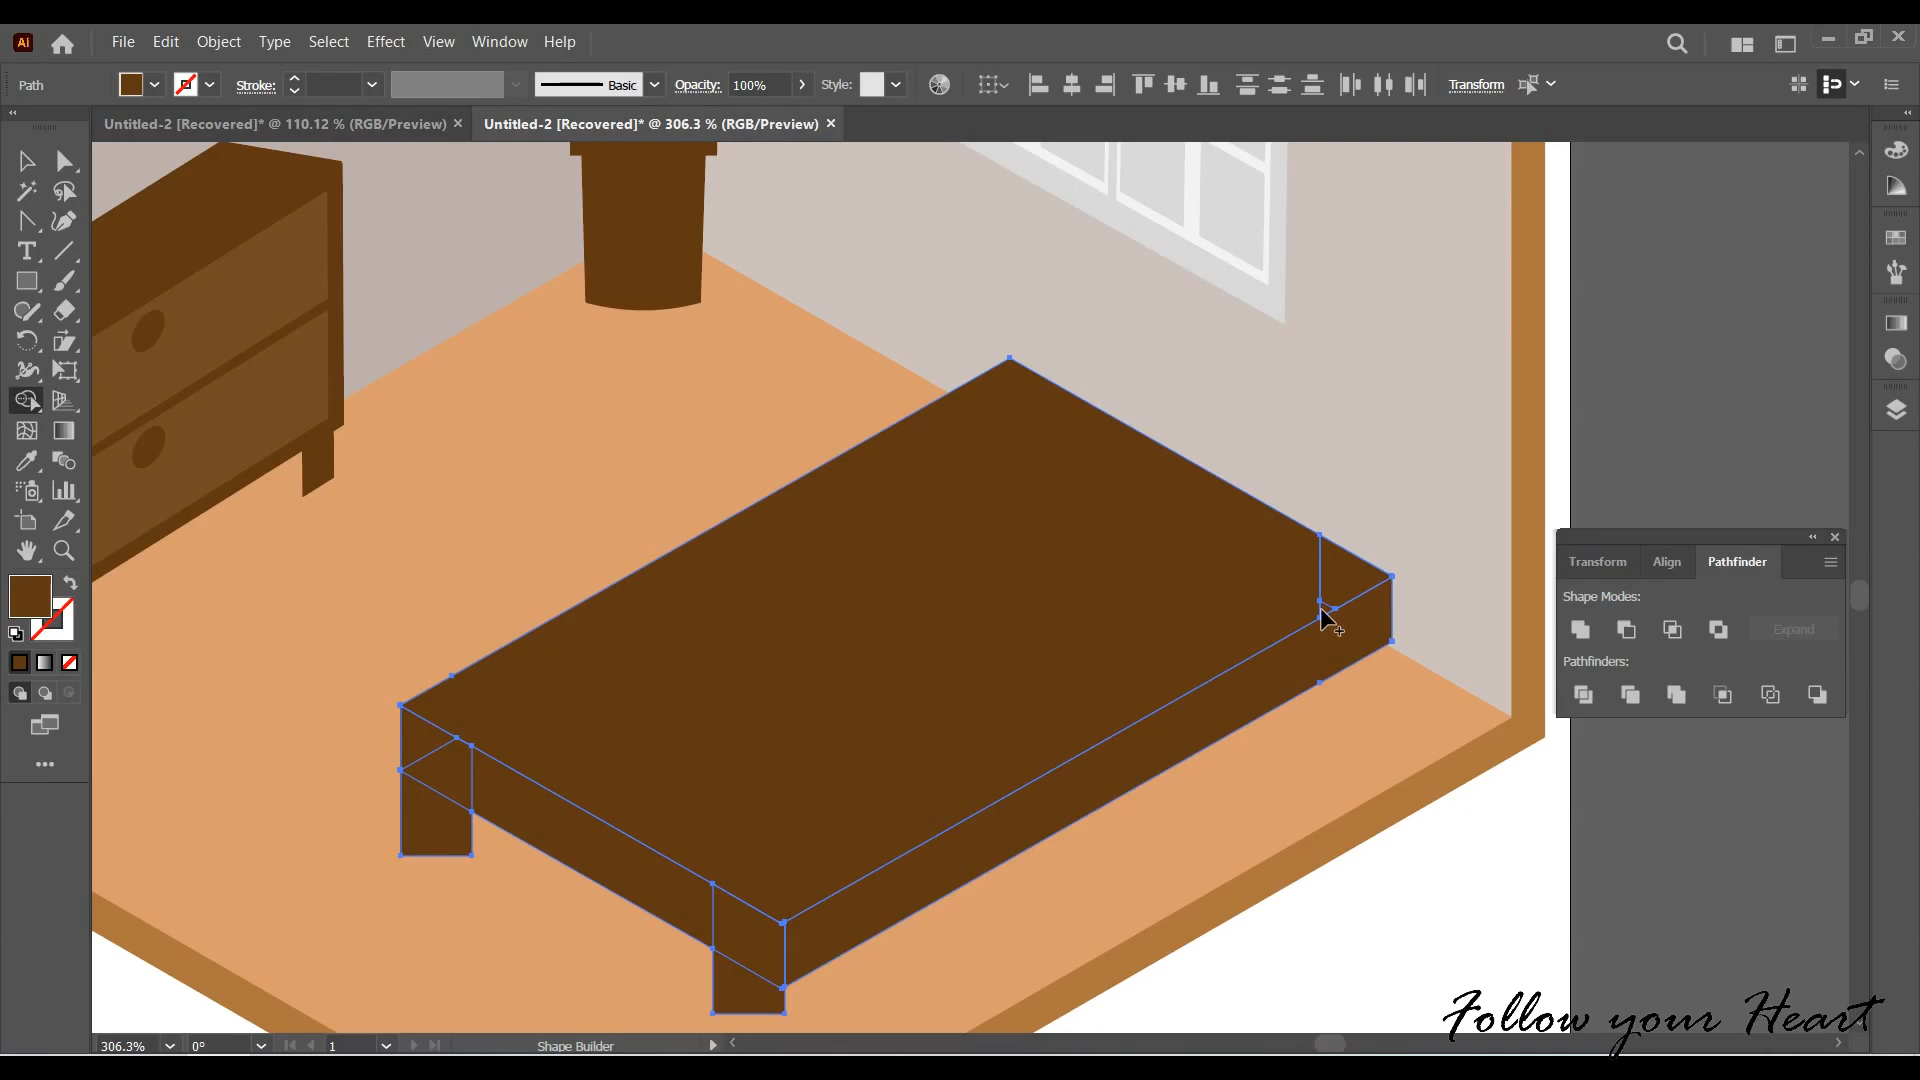 Ai File Edit Object Type Select Effect View Window Help
Path Stroke: Basic Opacity: 100% Style: Transform
Untitled-2 [Recovered]* @ 110.12 % (RGB/Preview) × Untitled-2 [Recovered]* @ 306.3 % (RGB/Preview) ×
Transform Align Pathfinder
Shape Modes:
Expand
Pathfinders:
306.3% 0° 1 Shape Builder
Follow your Heart